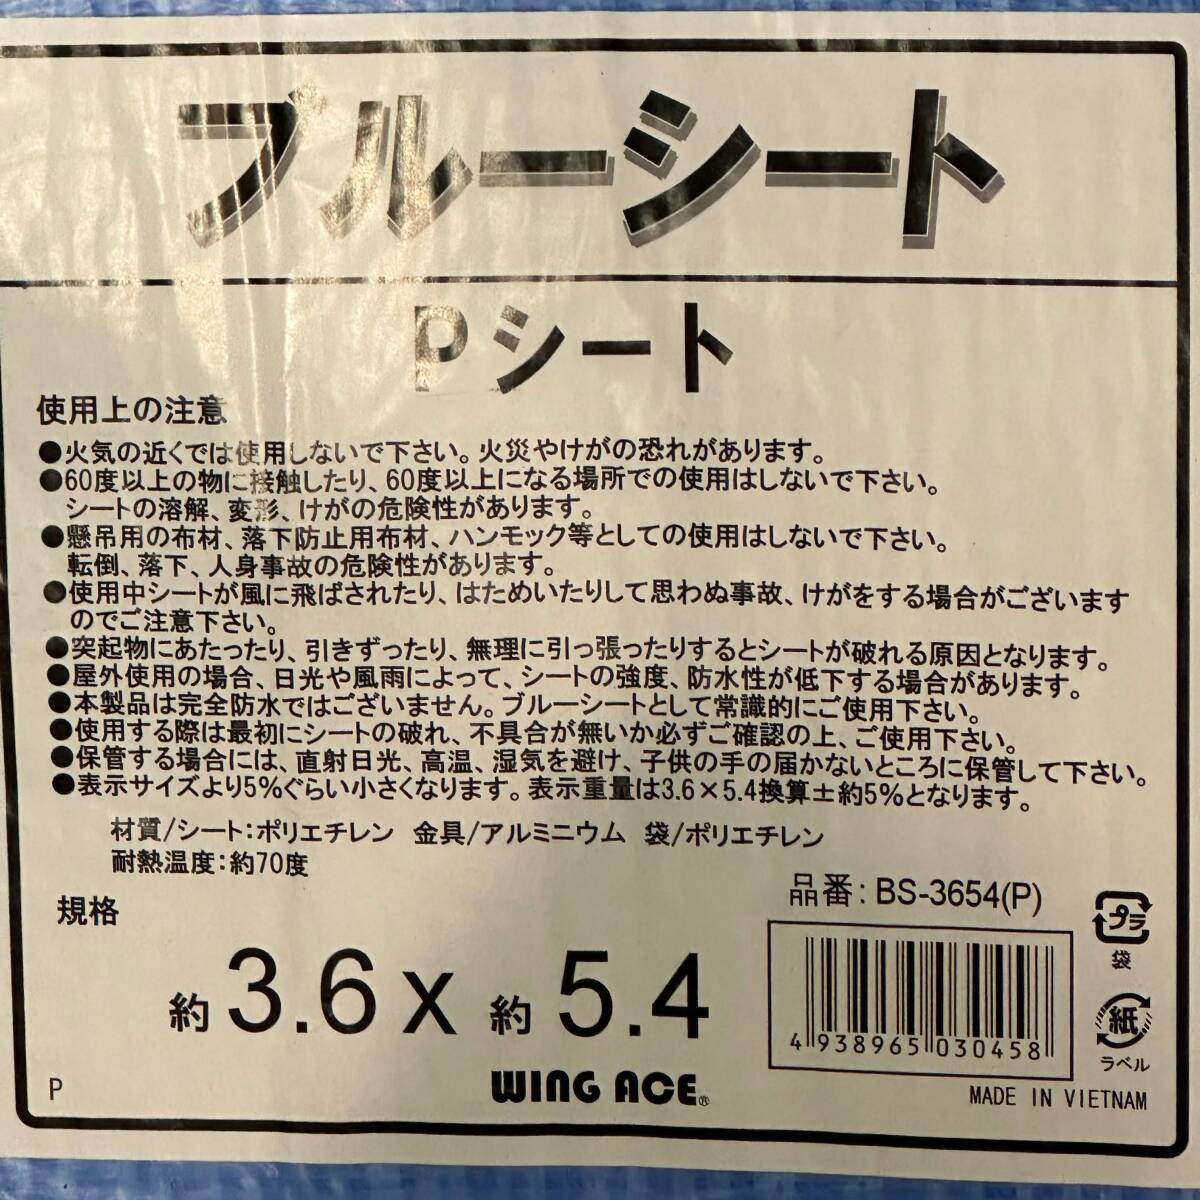 ブルーシート
Pシート
使用上の注意
●火気の近くでは使用しないで下さい。火災やけがの恐れがあります。
●60度以上の物に接触したり、60度以上になる場所での使用はしないで下さい。
シートの溶解、変形、けがの危険性があります。
●懸吊用の布材、落下防止用布材、ハンモック等としての使用はしないで下さい。
転倒、落下、人身事故の危険性があります。
●使用中シートが風に飛ばされたり、はためいたりして思わぬ事故、けがをする場合がございます
のでご注意下さい。
●突起物にあたったり、引きずったり、無理に引っ張ったりするとシートが破れる原因となります。
●屋外使用の場合、日光や風雨によって、シートの強度、防水性が低下する場合があります。
●本製品は完全防水ではございません。ブルーシートとして常識的にご使用下さい。
●使用する際は最初にシートの破れ、不具合が無いか必ずご確認の上、ご使用下さい。
●保管する場合には、直射日光、高温、湿気を避け、子供の手の届かないところに保管して下さい。
●表示サイズより5%ぐらい小さくなります。表示重量は3.6×5.4換算±約5%となります。
材質/シート:ポリエチレン 金具/アルミニウム 袋/ポリエチレン
耐熱温度:約70度
規格
品番: BS-3654(P)
約3.6 x 約5.4
4 938965 030458
プラ
袋
紙
ラベル
P
WING ACE®
MADE IN VIETNAM